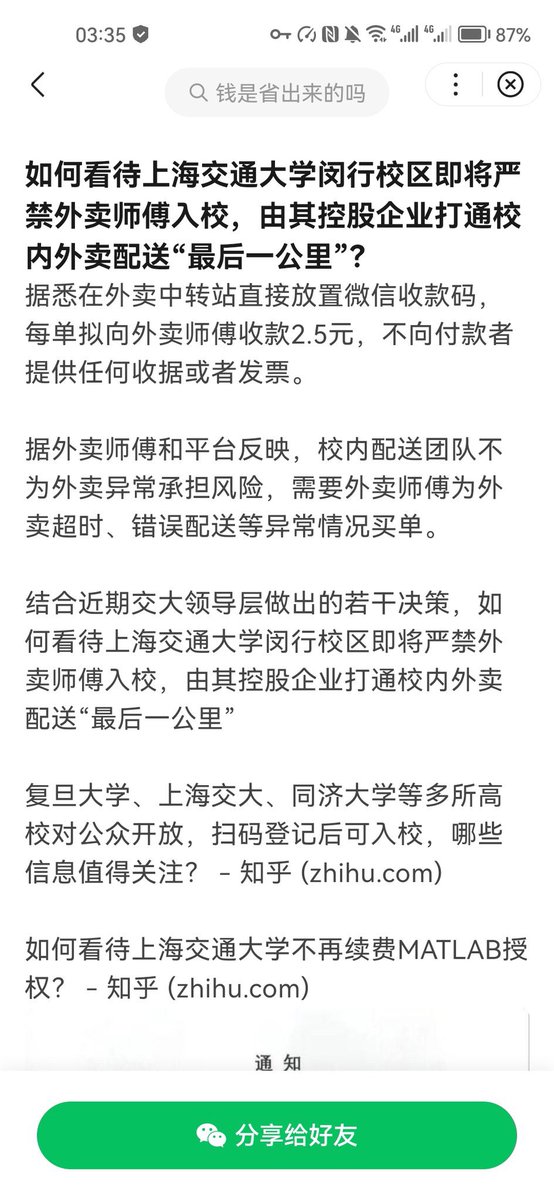 03:35
4G
4G
87%
钱是省出来的吗
如何看待上海交通大学闵行校区即将严
禁外卖师傅入校，由其控股企业打通校
内外卖配送“最后一公里”？
据悉在外卖中转站直接放置微信收款码，
每单拟向外卖师傅收款2.5元，不向付款者
提供任何收据或者发票。
据外卖师傅和平台反映，校内配送团队不
为外卖异常承担风险，需要外卖师傅为外
卖超时、错误配送等异常情况买单。
结合近期交大领导层做出的若干决策，如
何看待上海交通大学闵行校区即将严禁外
卖师傅入校，由其控股企业打通校内外卖
配送“最后一公里”
复旦大学、上海交大、同济大学等多所高
校对公众开放，扫码登记后可入校，哪些
信息值得关注？ - 知乎 (zhihu.com)
如何看待上海交通大学不再续费MATLAB授
权？ - 知乎 (zhihu.com)
通 知
分享给好友